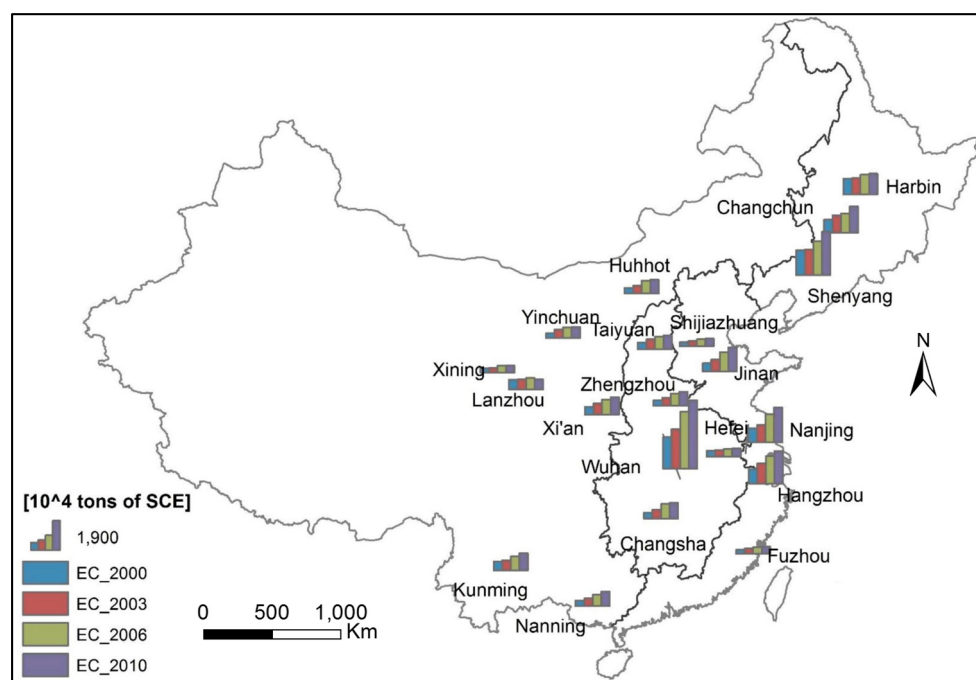 Harbin
Changchun
Shenyang
Huhhot
Yinchuan
Taiyuan
Shijiazhuang
Xining
Lanzhou
Zhengzhou
Jinan
N
Xi'an
Hefei
Nanjing
Wuhan
Hangzhou
Changsha
Fuzhou
Kunming
Nanning
[10^4 tons of SCE]
1,900
EC_2000
EC_2003
EC_2006
EC_2010
0 500 1,000
Km